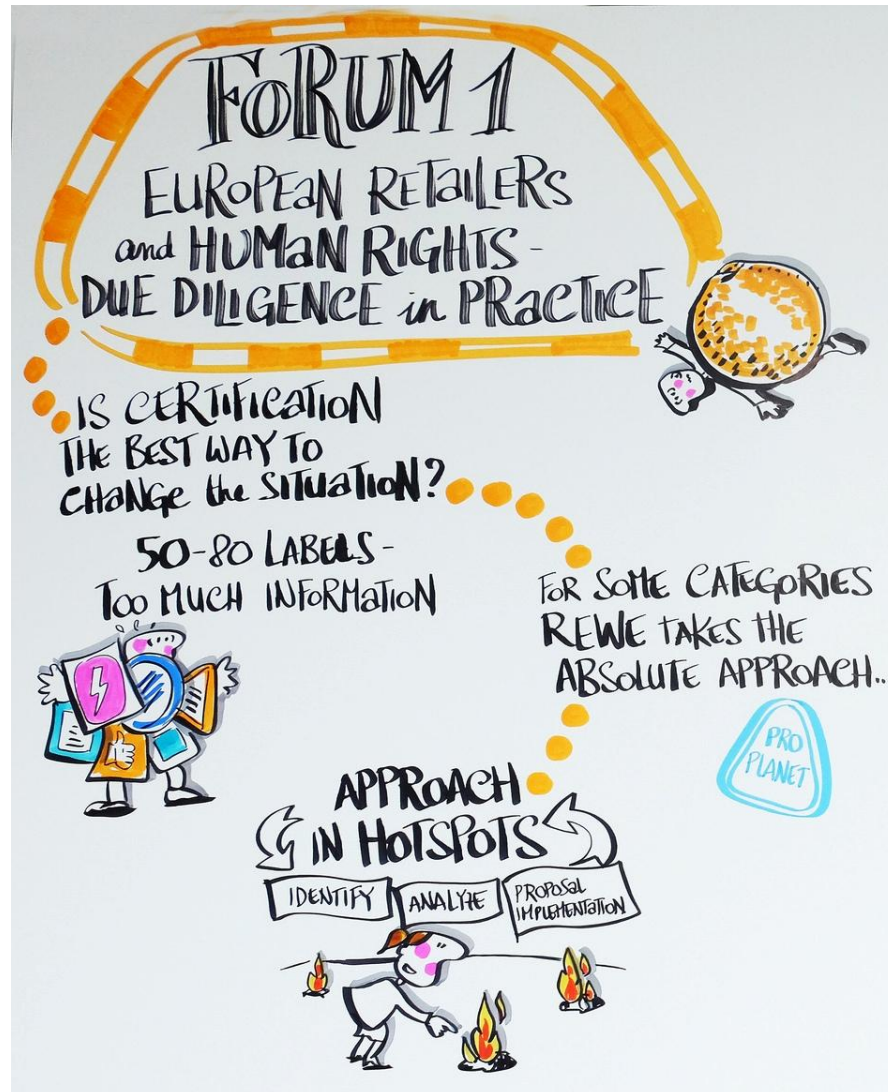 FORUM 1
EUROPEAN RETAILERS
and HUMAN RIGHTS -
DUE DILIGENCE in PRACTICE
IS CERTIFICATION
THE BEST WAY TO
CHANGE the SITUATION?
50-80 LABELS -
TOO MUCH INFORMATION
FOR SOME CATEGORIES
REWE TAKES THE
ABSOLUTE APPROACH..
PRO
PLANET
APPROACH
IN HOTSPOTS
IDENTIFY
ANALYZE
PROPOSAL
IMPLEMENTATION